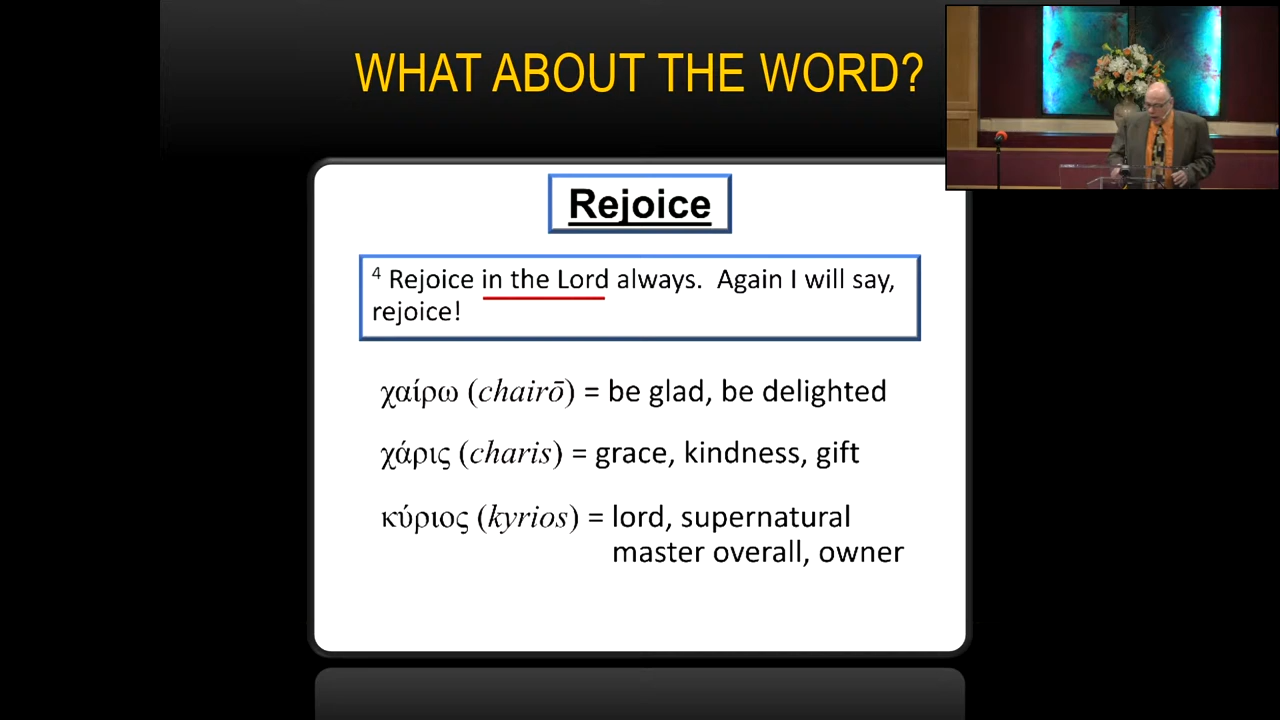 WHAT ABOUT THE WORD?
Rejoice
4 Rejoice in the Lord always. Again I will say,
rejoice!
χαίρω (chairō) = be glad, be delighted
χάρις (charis) = grace, kindness, gift
κύριος (kyrios) = lord, supernatural
master overall, owner